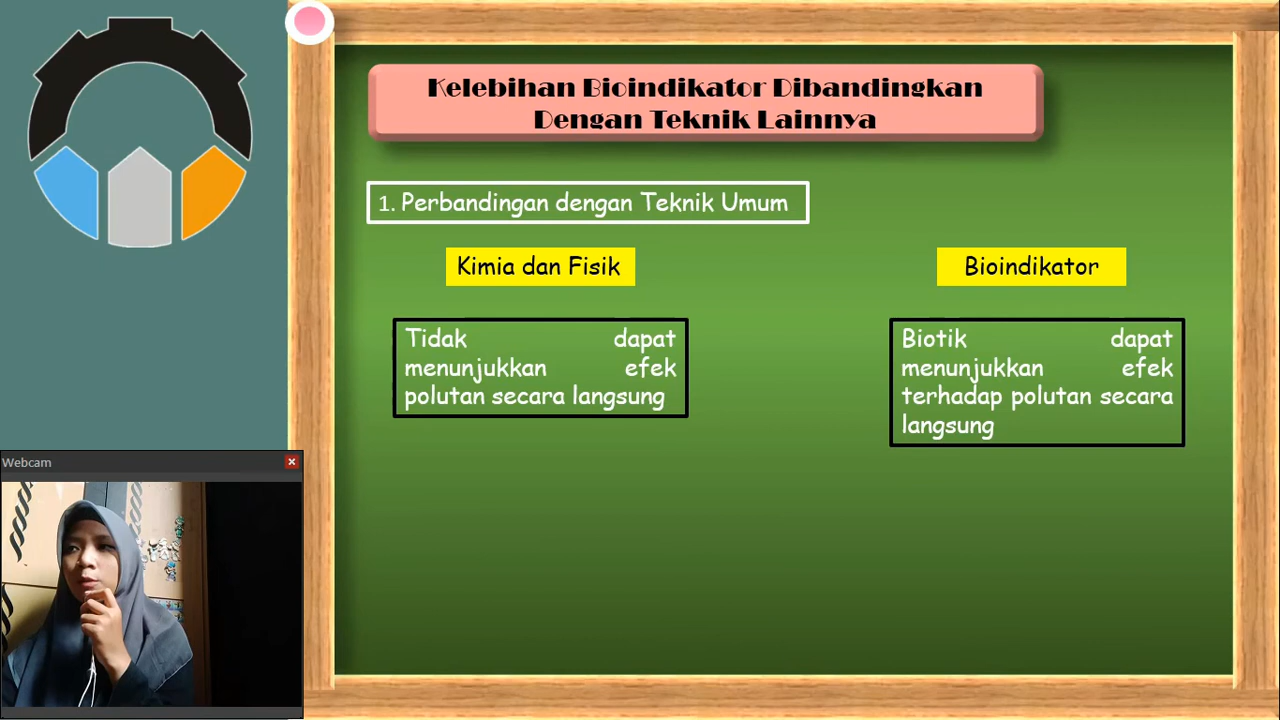 Kelebihan Bioindikator Dibandingkan
Dengan Teknik Lainnya
1. Perbandingan dengan Teknik Umum
Kimia dan Fisik
Bioindikator
Tidak dapat
menunjukkan efek
polutan secara langsung
Biotik dapat
menunjukkan efek
terhadap polutan secara
langsung
Webcam